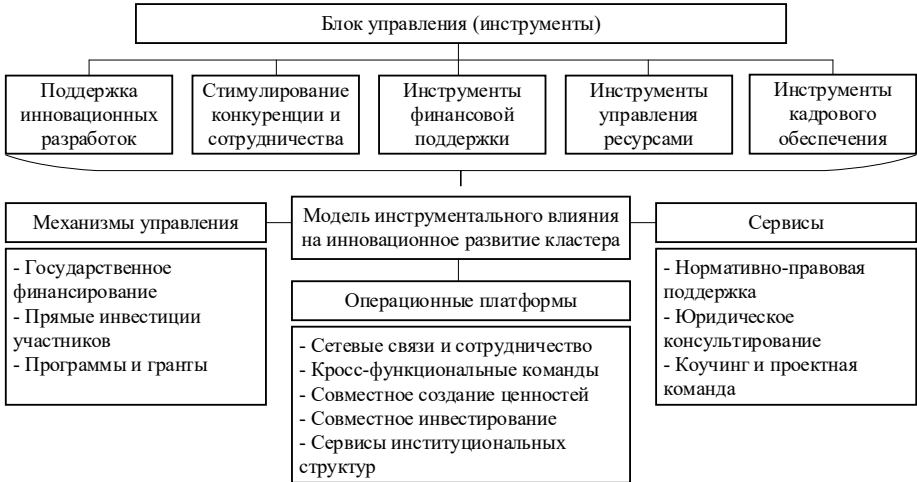 Блок управления (инструменты)
Поддержка
инновационных
разработок
Стимулирование
конкуренции и
сотрудничества
Инструменты
финансовой
поддержки
Инструменты
управления
ресурсами
Инструменты
кадрового
обеспечения
Механизмы управления
- Государственное
финансирование
- Прямые инвестиции
участников
- Программы и гранты
Модель инструментального влияния
на инновационное развитие кластера
Операционные платформы
- Сетевые связи и сотрудничество
- Кросс-функциональные команды
- Совместное создание ценностей
- Совместное инвестирование
- Сервисы институциональных
структур
Сервисы
- Нормативно-правовая
поддержка
- Юридическое
консультирование
- Коучинг и проектная
команда